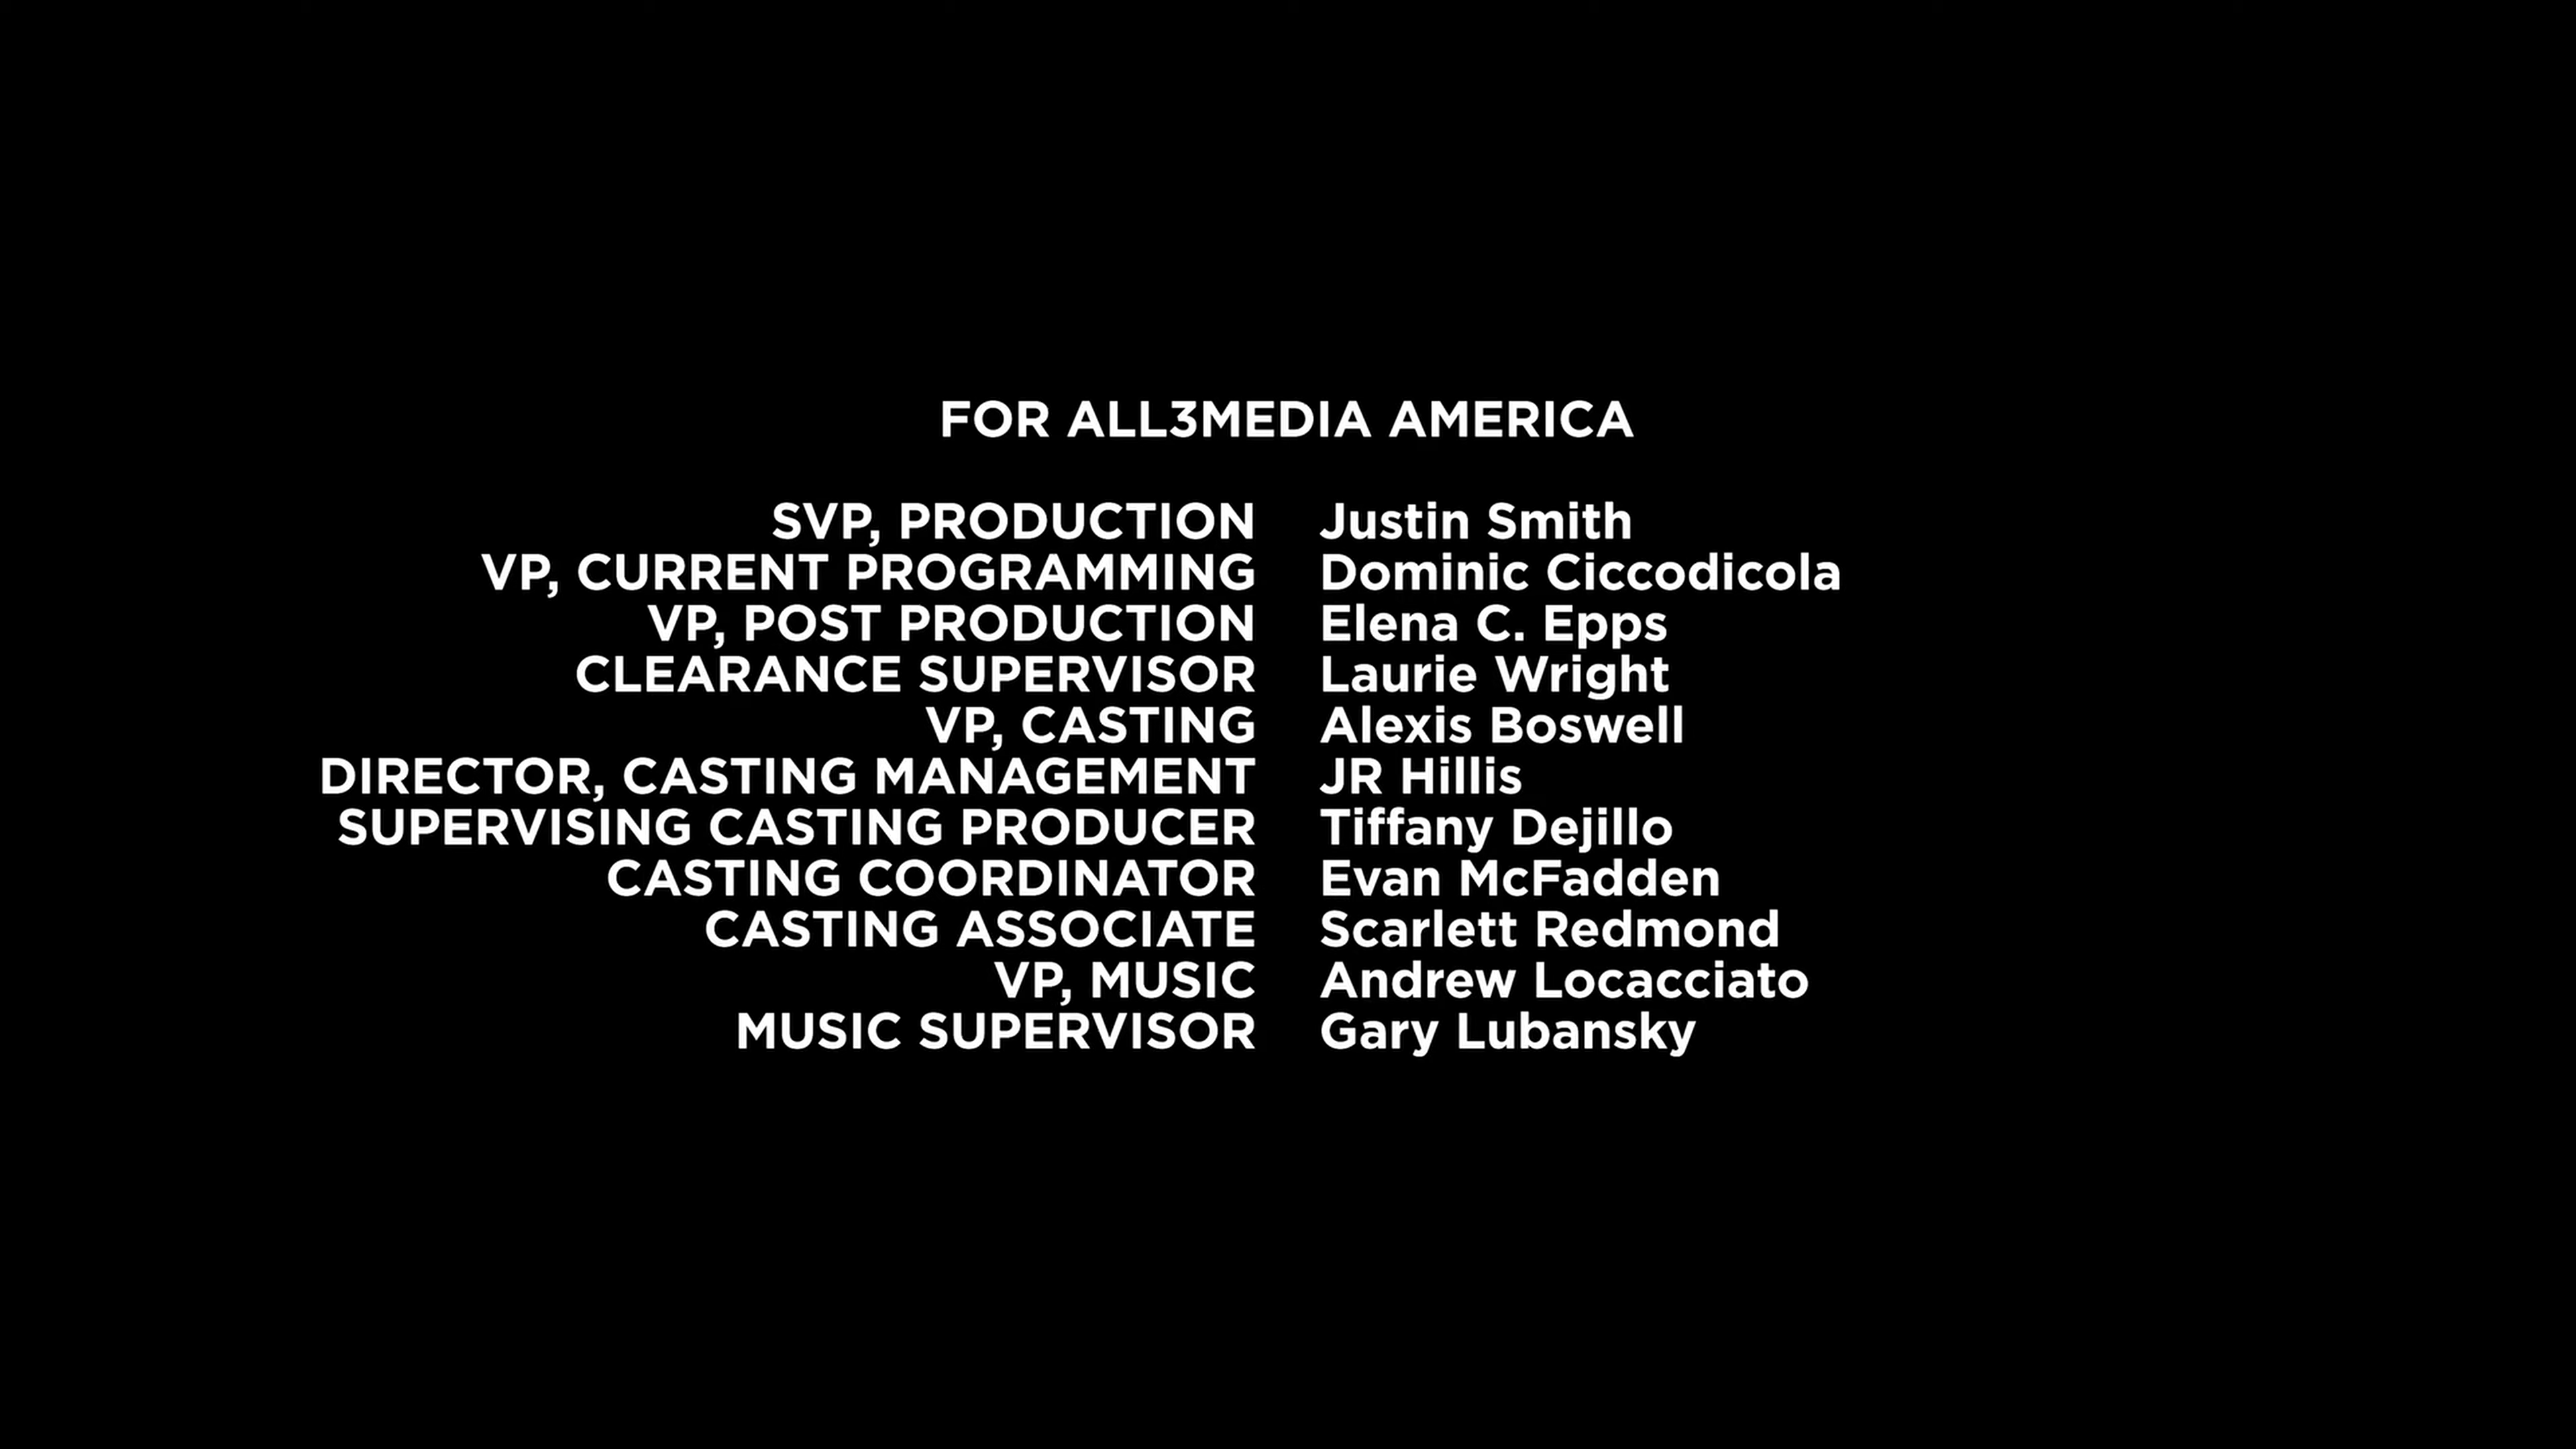 FOR ALL3MEDIA AMERICA
SVP, PRODUCTION Justin Smith
VP, CURRENT PROGRAMMING Dominic Ciccodicola
VP, POST PRODUCTION Elena C. Epps
CLEARANCE SUPERVISOR Laurie Wright
VP, CASTING Alexis Boswell
DIRECTOR, CASTING MANAGEMENT JR Hillis
SUPERVISING CASTING PRODUCER Tiffany Dejillo
CASTING COORDINATOR Evan McFadden
CASTING ASSOCIATE Scarlett Redmond
VP, MUSIC Andrew Locacciato
MUSIC SUPERVISOR Gary Lubansky